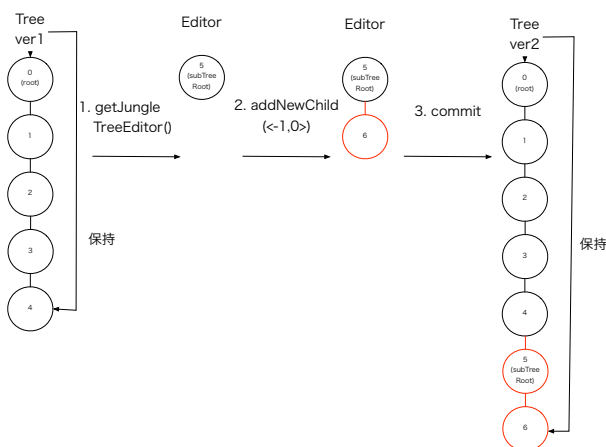 Tree
ver1
0
(root)
1
2
3
4
保持
1. getJungle
TreeEditor()
Editor
5
(subTree
Root)
2. addNewChild
(<-1,0>)
Editor
5
(subTree
Root)
6
3. commit
Tree
ver2
0
(root)
1
2
3
4
5
(subTree
Root)
6
保持